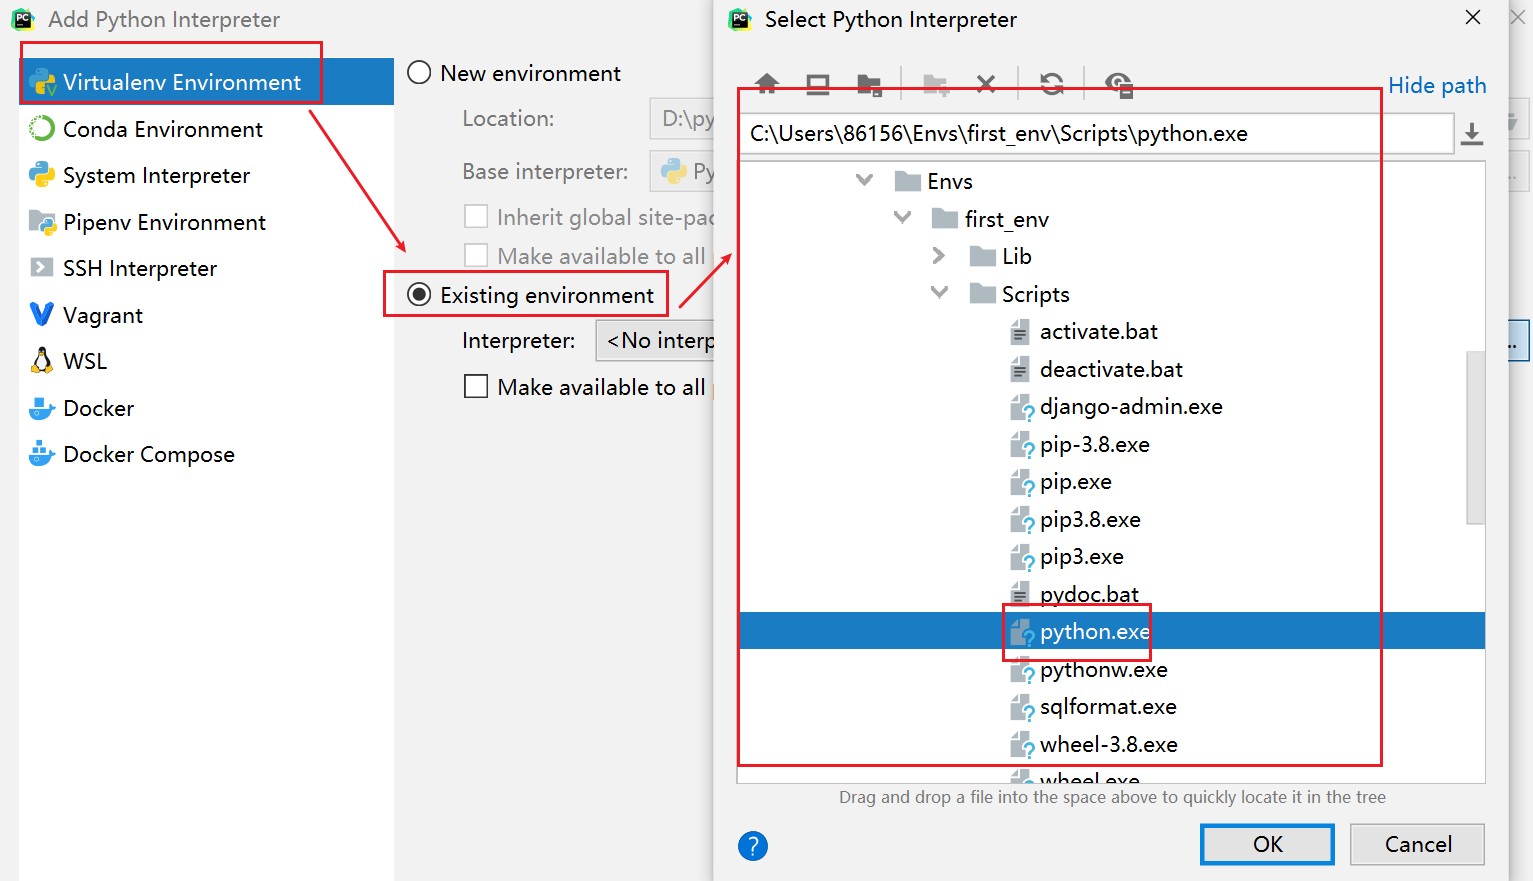 Add Python Interpreter
Virtualenv Environment
Conda Environment
System Interpreter
Pipenv Environment
SSH Interpreter
Vagrant
WSL
Docker
Docker Compose
New environment
Location:
D:\py
Base interpreter:
Py
Inherit global site-pac
Make available to all
Existing environment
Interpreter:
<No interp
Make available to all
Select Python Interpreter
Hide path
C:\Users\86156\Envs\first_env\Scripts\python.exe
Envs
first_env
Lib
Scripts
activate.bat
deactivate.bat
django-admin.exe
pip-3.8.exe
pip.exe
pip3.8.exe
pip3.exe
pydoc.bat
python.exe
pythonw.exe
sqlformat.exe
wheel-3.8.exe
wheel.exe
Drag and drop a file into the space above to quickly locate it in the tree
?
OK
Cancel